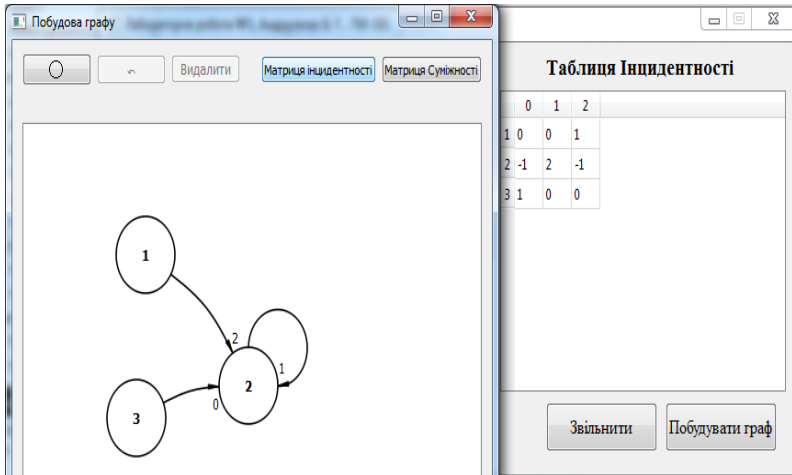 Побудова графу
Видалити
Матриця інцидентності
Матриця Суміжності
1
2
2
1
3
0
Таблиця Інцидентності
0 1 2
1 0 0 1
2 -1 2 -1
3 1 0 0
Звільнити
Побудувати граф